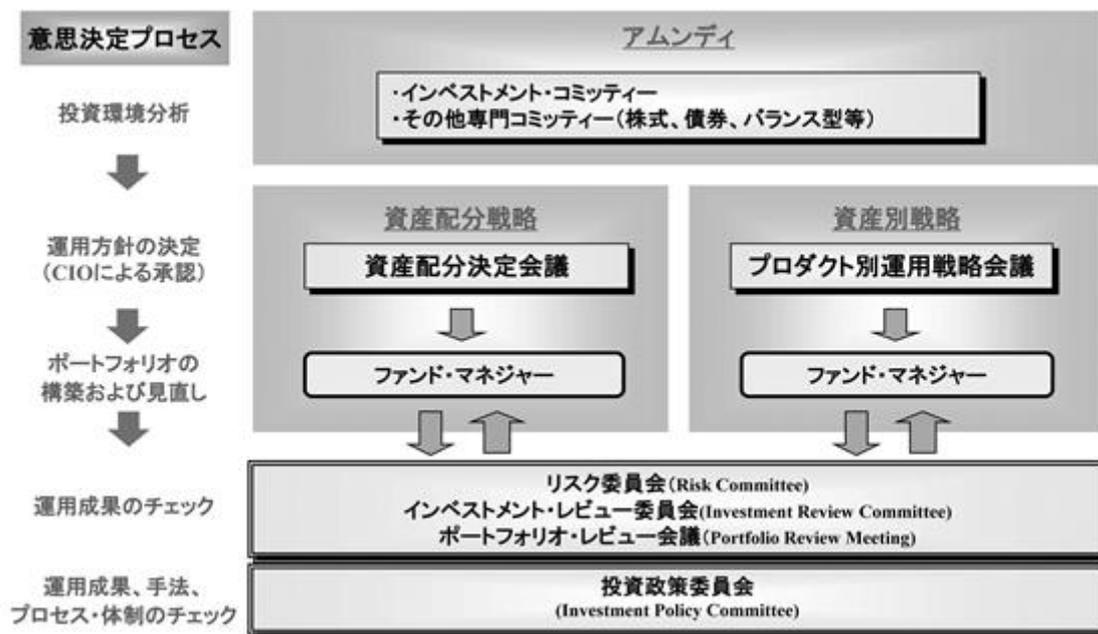 意思決定プロセス
アムンディ
投資環境分析
・インベストメント・コミッティー
・その他専門コミッティー(株式、債券、バランス型等)
運用方針の決定
(CIOによる承認)
資産配分戦略
資産配分決定会議
資産別戦略
プロダクト別運用戦略会議
ポートフォリオの
構築および見直し
ファンド・マネジャー
ファンド・マネジャー
運用成果のチェック
リスク委員会(Risk Committee)
インベストメント・レビュー委員会(Investment Review Committee)
ポートフォリオ・レビュー会議(Portfolio Review Meeting)
運用成果、手法、
プロセス・体制のチェック
投資政策委員会
(Investment Policy Committee)